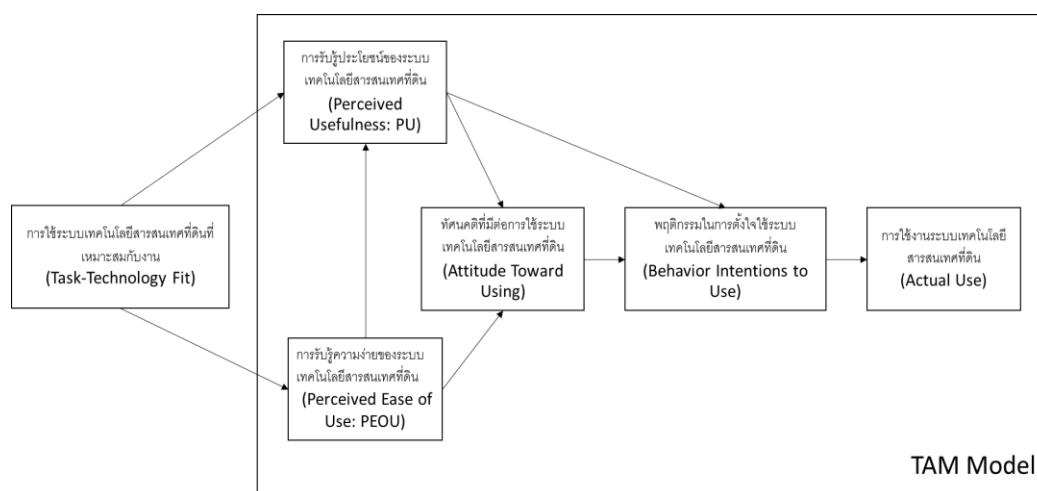 การรับรู้ประโยชน์ของระบบ
เทคโนโลยีสารสนเทศที่ดิน
(Perceived
Usefulness: PU)
การใช้ระบบเทคโนโลยีสารสนเทศที่ดินที่
เหมาะสมกับงาน
(Task-Technology Fit)
ทัศนคติที่มีต่อการใช้ระบบ
เทคโนโลยีสารสนเทศที่ดิน
(Attitude Toward
Using)
พฤติกรรมในการตั้งใจใช้ระบบ
เทคโนโลยีสารสนเทศที่ดิน
(Behavior Intentions to
Use)
การใช้งานระบบเทคโนโลยี
สารสนเทศที่ดิน
(Actual Use)
การรับรู้ความง่ายของระบบ
เทคโนโลยีสารสนเทศที่ดิน
(Perceived Ease of
Use: PEOU)
TAM Model